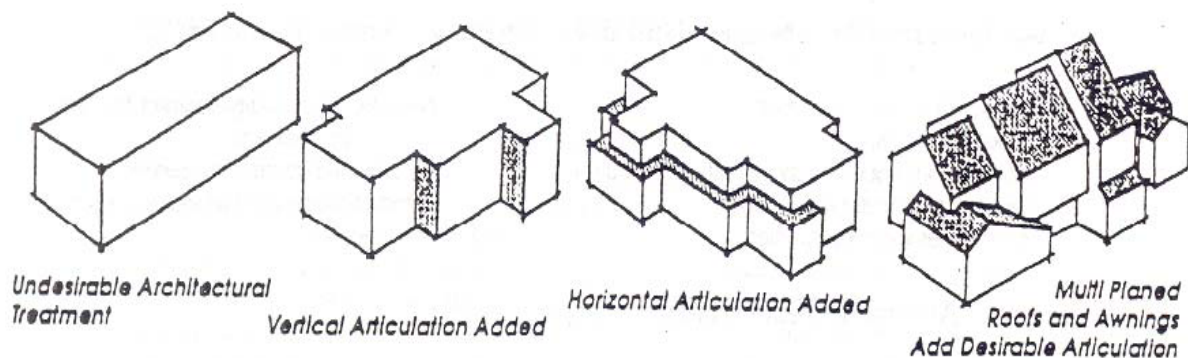 Undesirable Architectural
Treatment
Vertical Articulation Added
Horizontal Articulation Added
Multi Planed
Roofs and Awnings
Add Desirable Articulation